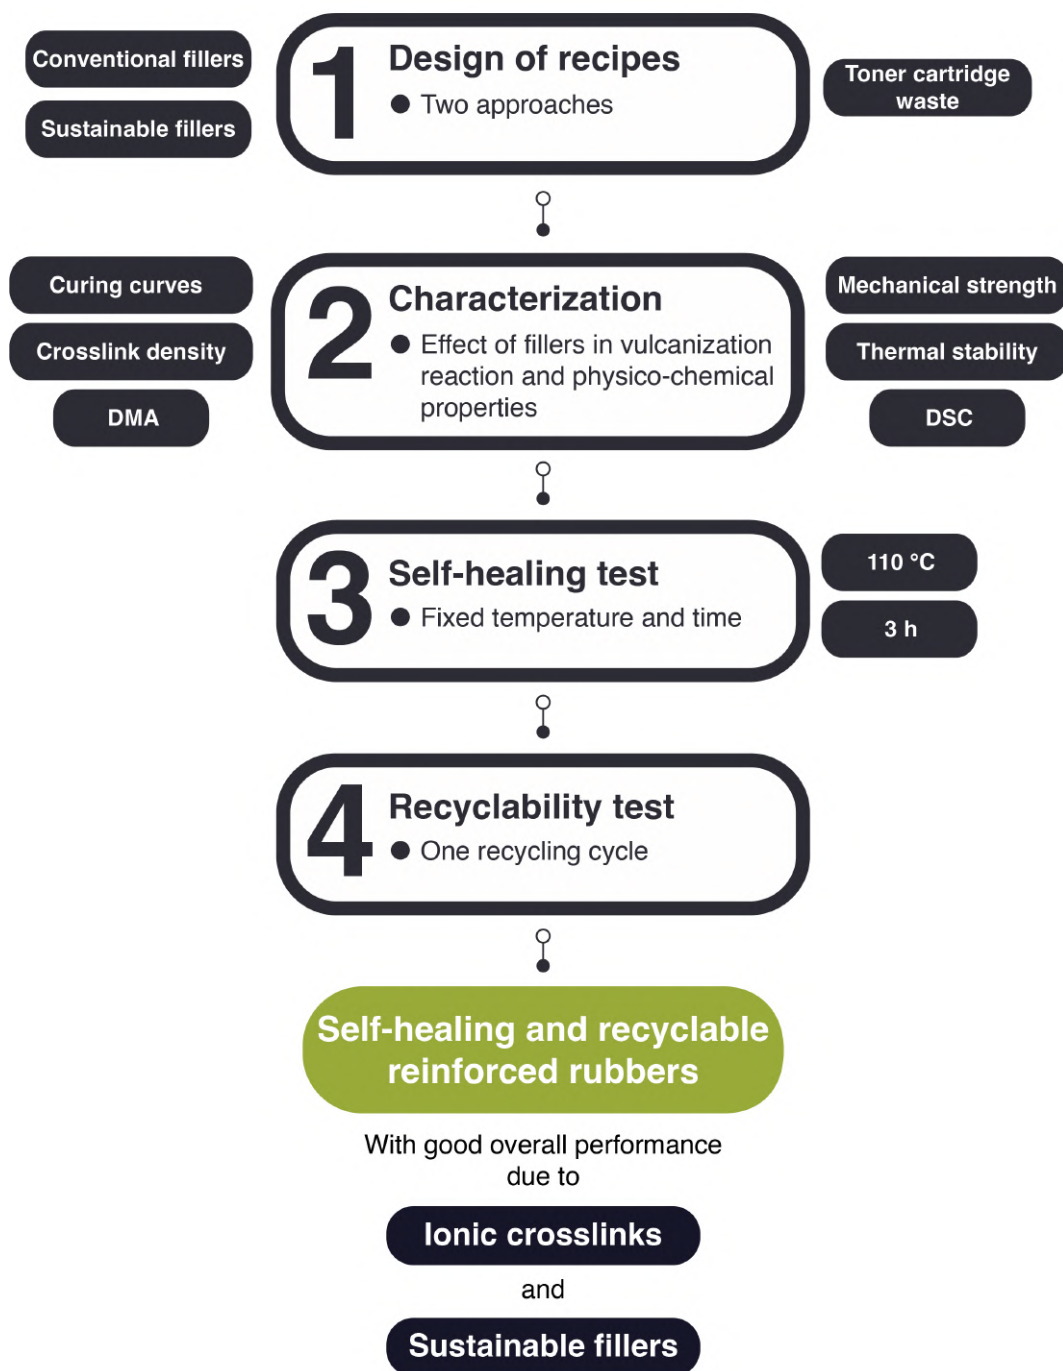 Conventional fillers
Sustainable fillers
1
Design of recipes
● Two approaches
Toner cartridge
waste
Curing curves
Crosslink density
DMA
2
Characterization
● Effect of fillers in vulcanization
reaction and physico-chemical
properties
Mechanical strength
Thermal stability
DSC
3
Self-healing test
● Fixed temperature and time
110 °C
3 h
4
Recyclability test
● One recycling cycle
Self-healing and recyclable
reinforced rubbers
With good overall performance
due to
Ionic crosslinks
and
Sustainable fillers